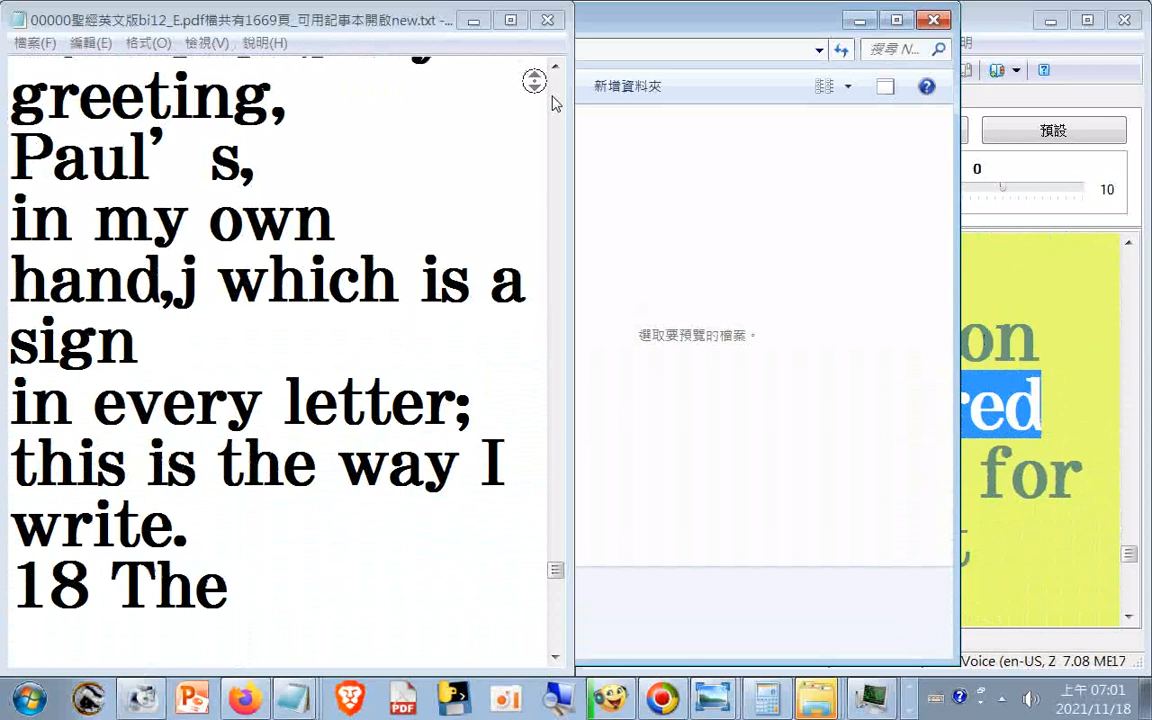 00000聖經英文版bi12_E.pdf檔共有1669頁_可用記事本開啟new.txt -...
檔案(F) 編輯(E) 格式(O) 檢視(V) 說明(H)
greeting,
Paul’s,
in my own
hand,j which is a
sign
in every letter;
this is the way I
write.
18 The
搜尋 N...
新增資料夾
選取要預覽的檔案。
明
預設
0
10
on
red
for
t
Voice (en-US, Z 7.08 ME17
上午 07:01
2021/11/18